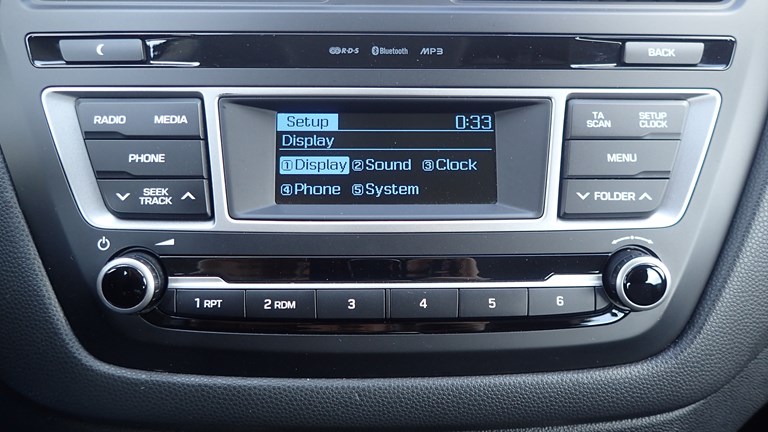 R·D·S Bluetooth MP3
BACK
RADIO MEDIA
PHONE
SEEK
TRACK
Setup 0:33
Display
①Display ②Sound ③Clock
④Phone ⑤System
TA
SCAN
SETUP
CLOCK
MENU
FOLDER
1 RPT 2 RDM 3 4 5 6